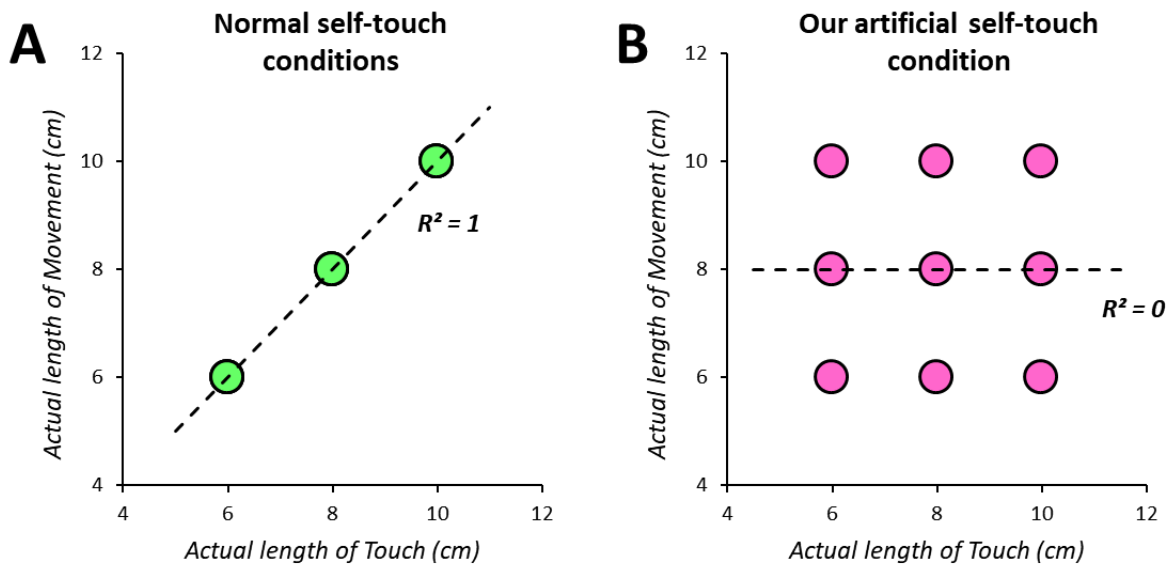 A
Normal self-touch
conditions
Actual length of Movement (cm)
12
10
8
6
4
R² = 1
4 6 8 10 12
Actual length of Touch (cm)
B
Our artificial self-touch
condition
Actual length of Movement (cm)
12
10
8
6
4
R² = 0
4 6 8 10 12
Actual length of Touch (cm)